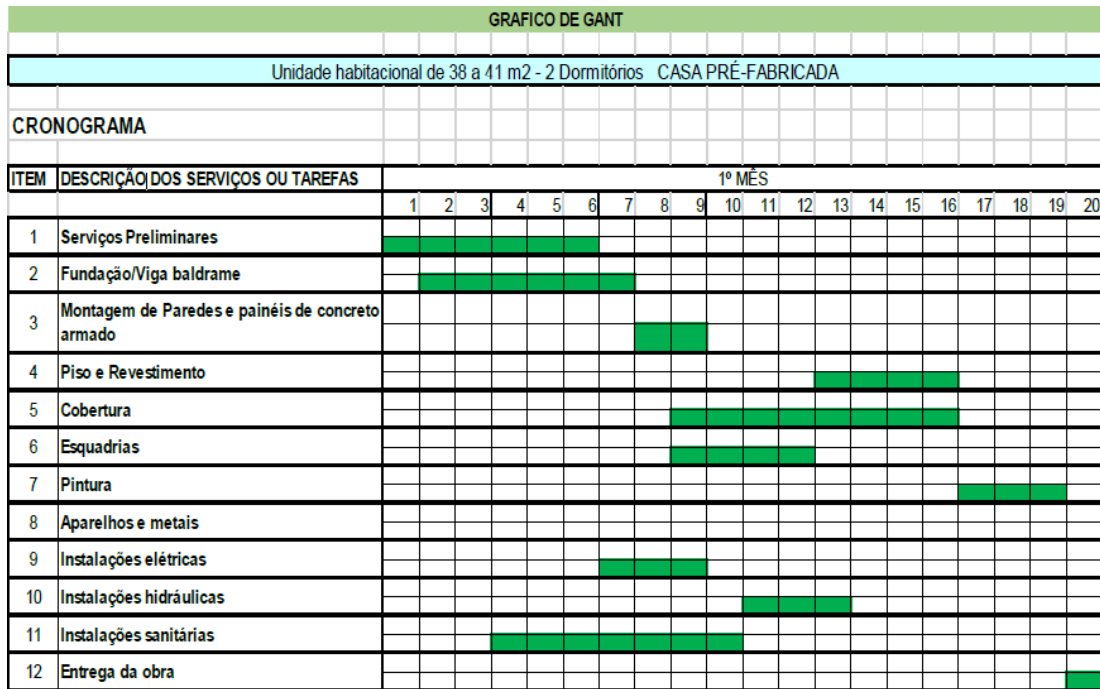 GRAFICO DE GANT
Unidade habitacional de 38 a 41 m2 - 2 Dormitórios CASA PRÉ-FABRICADA
CRONOGRAMA
ITEM DESCRIÇÃO DOS SERVIÇOS OU TAREFAS 1º MÊS
1 2 3 4 5 6 7 8 9 10 11 12 13 14 15 16 17 18 19 20
1 Serviços Preliminares
2 Fundação/Viga baldrame
3 Montagem de Paredes e painéis de concreto
armado
4 Piso e Revestimento
5 Cobertura
6 Esquadrias
7 Pintura
8 Aparelhos e metais
9 Instalações elétricas
10 Instalações hidráulicas
11 Instalações sanitárias
12 Entrega da obra